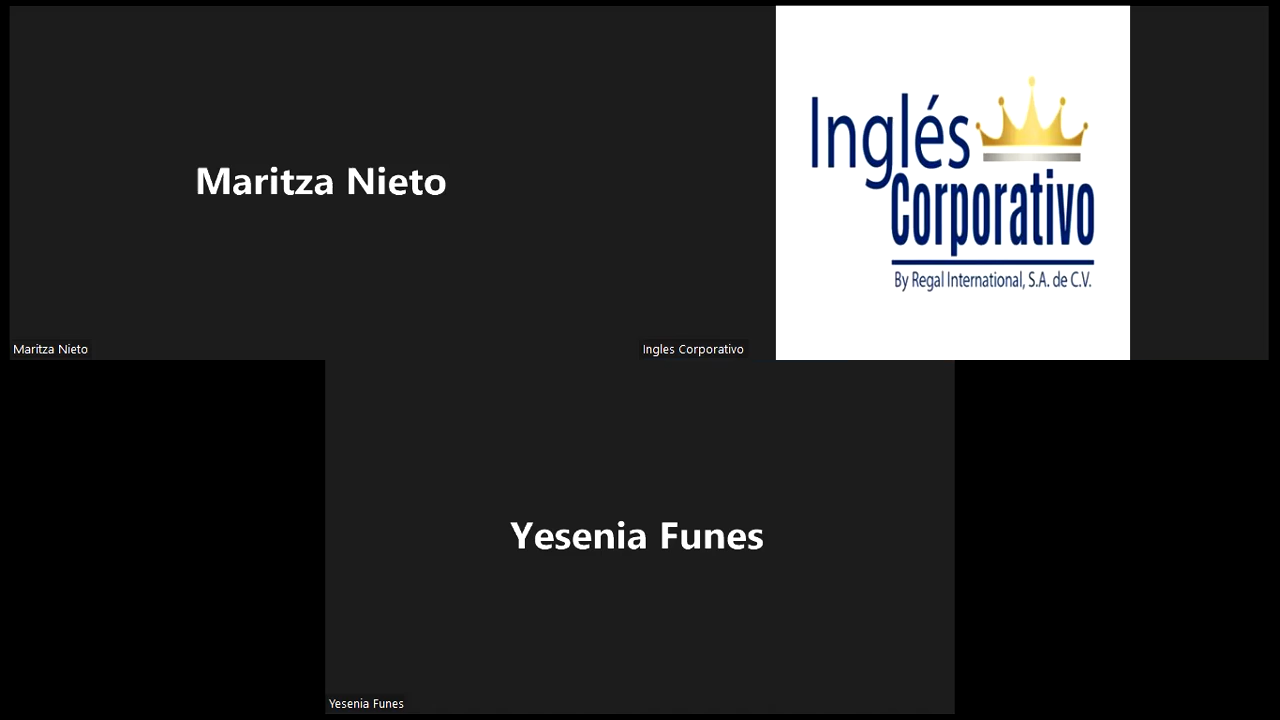 Maritza Nieto
Maritza Nieto
Inglés
Corporativo
By Regal International, S.A. de C.V.
Ingles Corporativo
Yesenia Funes
Yesenia Funes